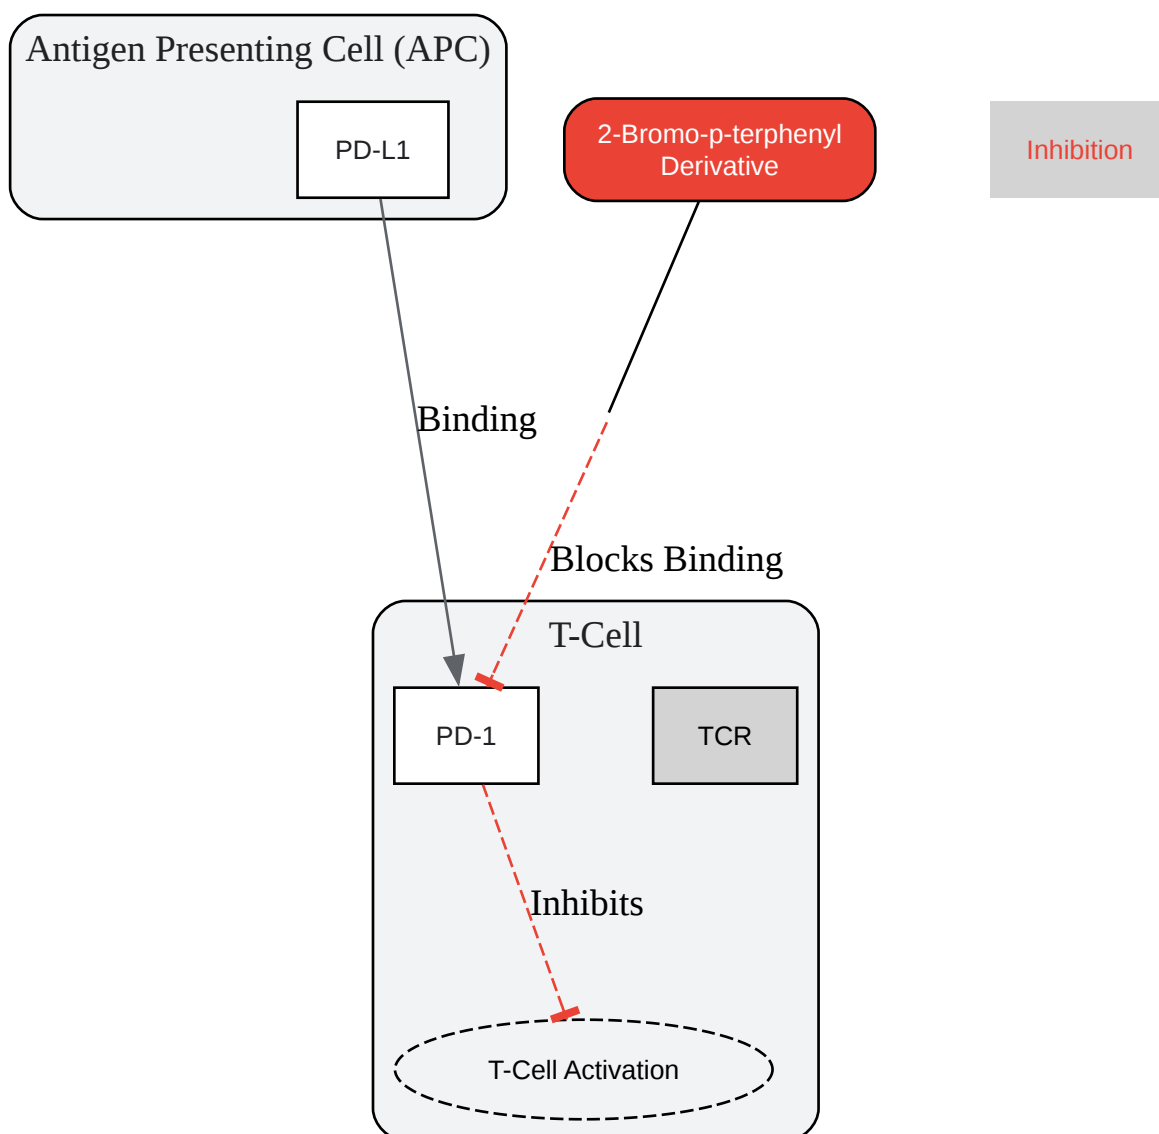 Antigen Presenting Cell (APC)
PD-L1
2-Bromo-p-terphenyl
Derivative
Inhibition
Binding
Blocks Binding
T-Cell
PD-1
TCR
Inhibits
T-Cell Activation